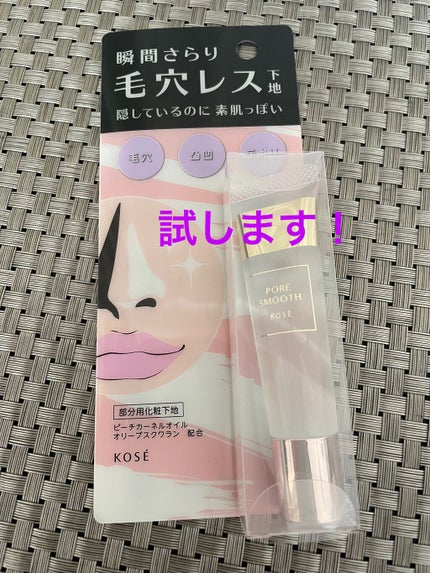 瞬間さらり
毛穴レス下地
隠しているのに 素肌っぽい
毛穴
凸凹
試します！
PORE
SMOOTH
KOSÉ
部分用化粧下地
ピーチカーネルオイル
オリーブスクワラン 配合
KOSÉ